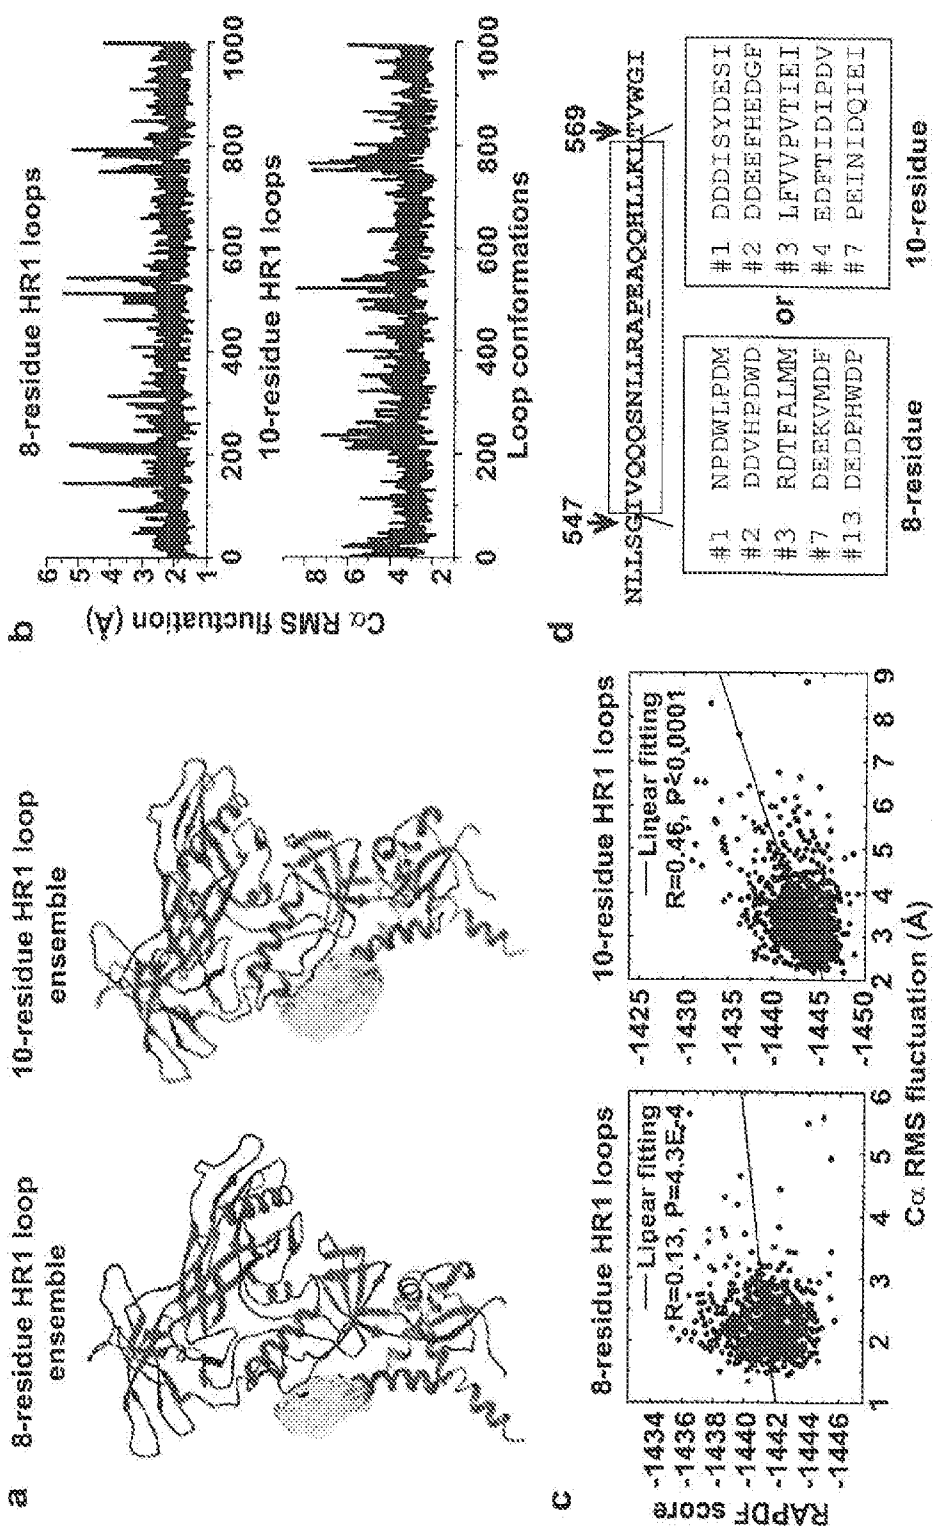 a
8-residue HR1 loop
ensemble
10-residue HR1 loop
ensemble
b
8-residue HR1 loops
6
5
4
3
2
1
0 200 400 600 800 1000
10-residue HR1 loops
8
6
4
2
0 200 400 600 800 1000
Cα RMS fluctuation (Å)
Loop conformations
c
8-residue HR1 loops
Linear fitting
R=0.13, P=4.3E-4
-1434
-1436
-1438
-1440
-1442
-1444
-1446
1 2 3 4 5 6
RAPDF
score
10-residue HR1 loops
Linear fitting
R=0.46, p<0.0001
-1425
-1430
-1435
-1440
-1445
-1450
2 3 4 5 6 7 8 9
Cα RMS fluctuation (Å)
d
547 569
NLLSGIVQQQSNLLRAPEAQQHLLKLTVWGI
#1 NPDWLPDM
#2 DDVHPDWD
#3 RDTFALMM
#7 DEEKVMDF
#13 DEDPHWDP
8-residue
or
#1 DDDISYDESI
#2 DDEEFHEDGF
#3 LFVVPVTIEI
#4 EDFTIDIPDV
#7 PEINIDQIEI
10-residue